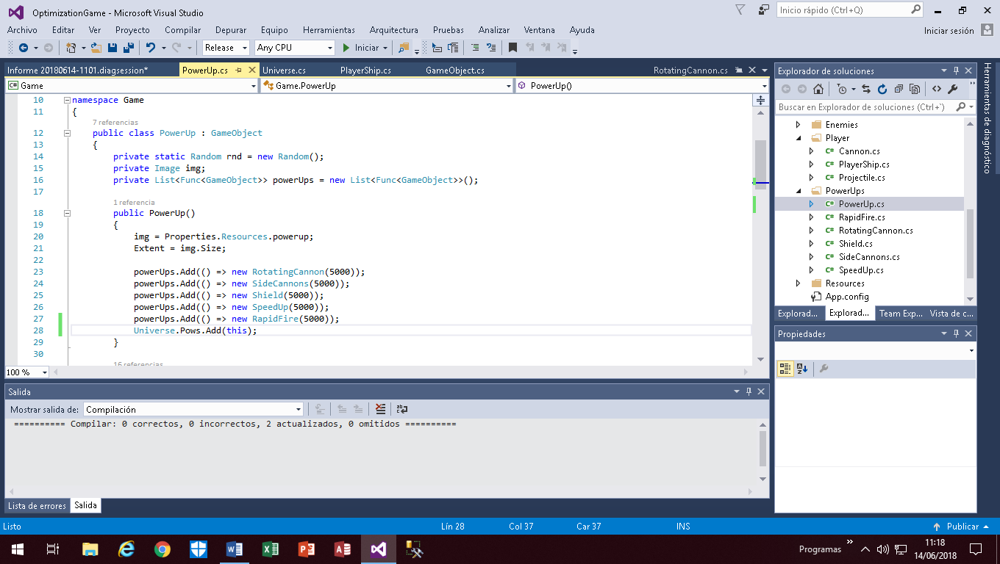 OptimizationGame - Microsoft Visual Studio
Inicio rápido (Ctrl+Q)
Archivo Editar Ver Proyecto Compilar Depurar Equipo Herramientas Arquitectura Pruebas Analizar Ventana Ayuda
Iniciar sesión
Release Any CPU Iniciar
Informe 20180614-1101.diagsession* PowerUp.cs Universe.cs PlayerShip.cs GameObject.cs RotatingCannon.cs
Game Game.PowerUp PowerUp()
10 namespace Game
11 {
7 referencias
12 public class PowerUp : GameObject
13 {
14 private static Random rnd = new Random();
15 private Image img;
16 private List<Func<GameObject>> powerUps = new List<Func<GameObject>>();
17
1 referencia
18 public PowerUp()
19 {
20 img = Properties.Resources.powerup;
21 Extent = img.Size;
22
23 powerUps.Add(() => new RotatingCannon(5000));
24 powerUps.Add(() => new SideCannons(5000));
25 powerUps.Add(() => new Shield(5000));
26 powerUps.Add(() => new SpeedUp(5000));
27 powerUps.Add(() => new RapidFire(5000));
28 Universe.Pows.Add(this);
29 }
30
16 referencias
100 %
Salida
Mostrar salida de: Compilación
========== Compilar: 0 correctos, 0 incorrectos, 2 actualizados, 0 omitidos ==========
Lista de errores Salida
Explorador de soluciones
Buscar en Explorador de soluciones (Ctrl+´)
Enemies
Player
Cannon.cs
PlayerShip.cs
Projectile.cs
PowerUps
PowerUp.cs
RapidFire.cs
RotatingCannon.cs
Shield.cs
SideCannons.cs
SpeedUp.cs
Resources
App.config
Explorad... Explorad... Team Exp... Vista de c...
Propiedades
Herramientas de diagnóstico
Listo Lín 28 Col 37 Car 37 INS Publicar
Programas
11:18
14/06/2018